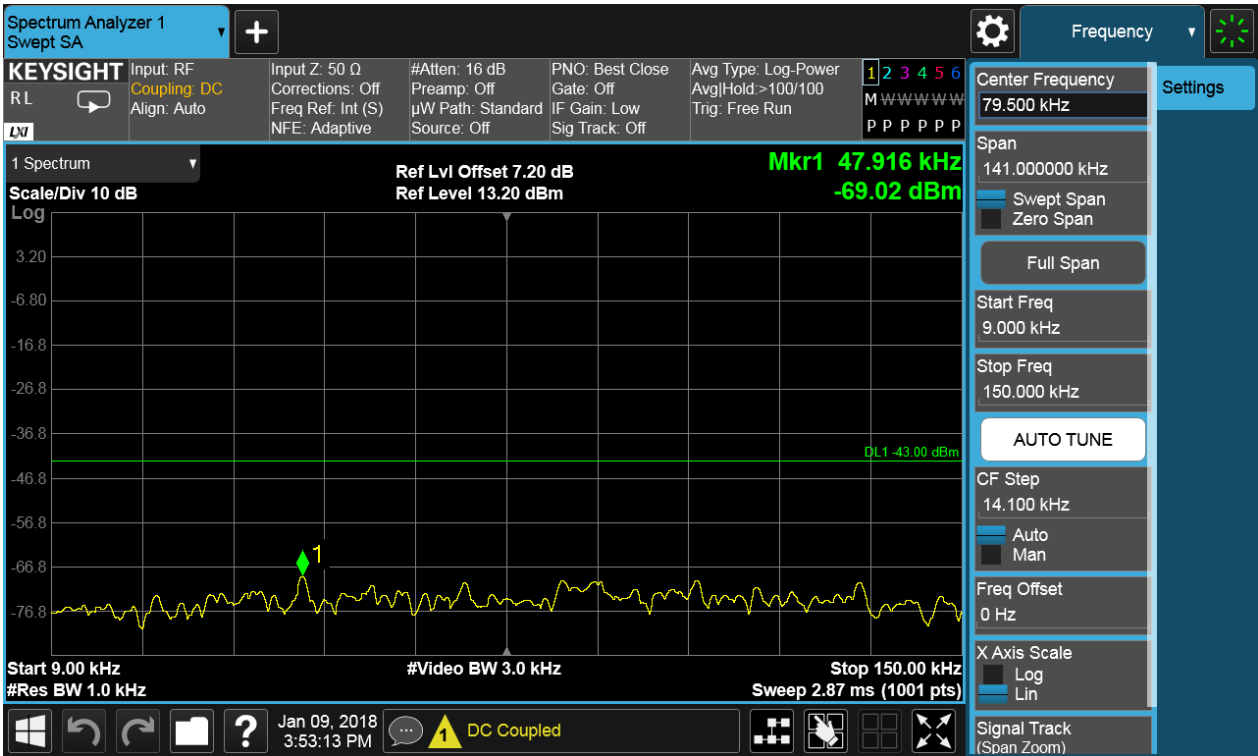 Spectrum Analyzer 1
Swept SA
+
Frequency
KEYSIGHT
R L
LXI
Input: RF
Coupling: DC
Align: Auto
Input Z: 50 Ω
Corrections: Off
Freq Ref: Int (S)
NFE: Adaptive
#Atten: 16 dB
Preamp: Off
µW Path: Standard
Source: Off
PNO: Best Close
Gate: Off
IF Gain: Low
Sig Track: Off
Avg Type: Log-Power
Avg|Hold:>100/100
Trig: Free Run
1 2 3 4 5 6
M W W W W W
P P P P P P
1 Spectrum
Scale/Div 10 dB
Log
Ref Lvl Offset 7.20 dB
Ref Level 13.20 dBm
Mkr1 47.916 kHz
-69.02 dBm
3.20
-6.80
-16.8
-26.8
-36.8
-46.8
-56.8
-66.8
-76.8
DL1 -43.00 dBm
1
Start 9.00 kHz
#Res BW 1.0 kHz
#Video BW 3.0 kHz
Stop 150.00 kHz
Sweep 2.87 ms (1001 pts)
Center Frequency
79.500 kHz
Span
141.000000 kHz
Swept Span
Zero Span
Full Span
Start Freq
9.000 kHz
Stop Freq
150.000 kHz
AUTO TUNE
CF Step
14.100 kHz
Auto
Man
Freq Offset
0 Hz
X Axis Scale
Log
Lin
Signal Track
(Span Zoom)
Settings
?
Jan 09, 2018
3:53:13 PM
1
DC Coupled